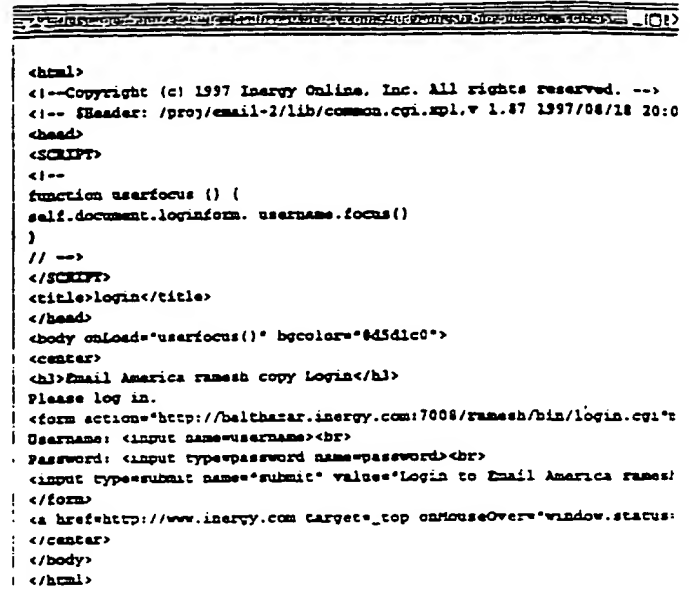 <html>
<!--Copyright (c) 1997 Inergy Online, Inc. All rights reserved. -->
<!-- $Header: /proj/email-2/lib/common.cgi.xpl,v 1.87 1997/08/18 20:0
<head>
<SCRIPT>
<!--
function userfocus () {
self.document.loginform. username.focus()
}
// -->
</SCRIPT>
<title>login</title>
</head>
<body onLoad="userfocus()" bgcolor="#d5d1c0">
<center>
<h3>Email America ramesh copy Login</h3>
Please log in.
<form action="http://balthazar.inergy.com:7008/ramesh/bin/login.cgi"t
Username: <input name=username><br>
Password: <input type=password name=password><br>
<input type=submit name="submit" value="Login to Email America ramesh
</form>
<a href=http://www.inergy.com target=_top onMouseOver="window.status:
</center>
</body>
</html>